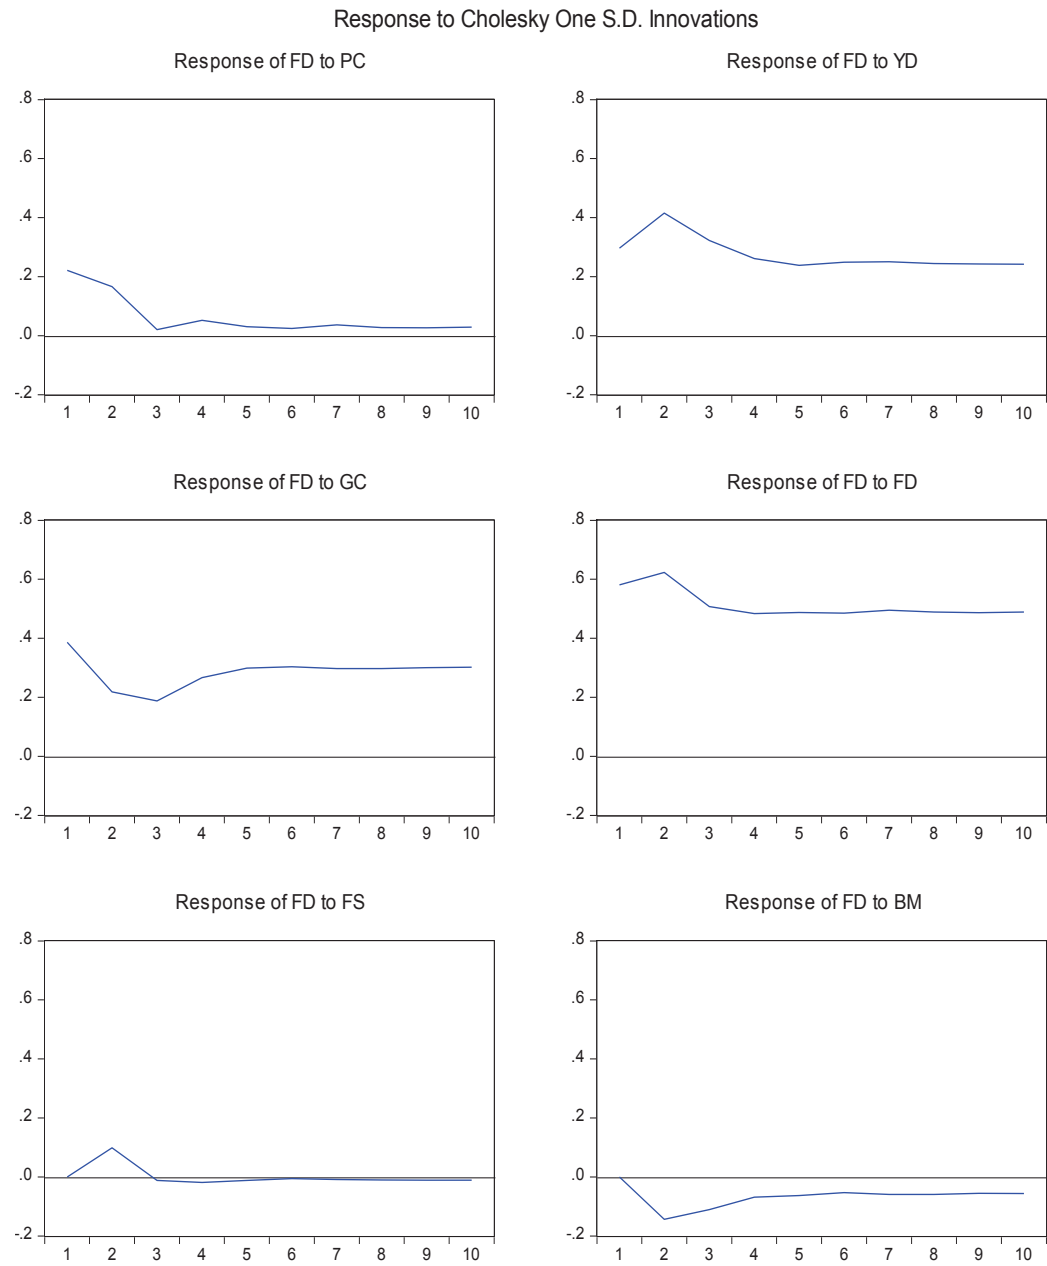 Response to Cholesky One S.D. Innovations
Response of FD to PC
.8
.6
.4
.2
.0
-.2
1 2 3 4 5 6 7 8 9 10
Response of FD to YD
.8
.6
.4
.2
.0
-.2
1 2 3 4 5 6 7 8 9 10
Response of FD to GC
.8
.6
.4
.2
.0
-.2
1 2 3 4 5 6 7 8 9 10
Response of FD to FD
.8
.6
.4
.2
.0
-.2
1 2 3 4 5 6 7 8 9 10
Response of FD to FS
.8
.6
.4
.2
.0
-.2
1 2 3 4 5 6 7 8 9 10
Response of FD to BM
.8
.6
.4
.2
.0
-.2
1 2 3 4 5 6 7 8 9 10